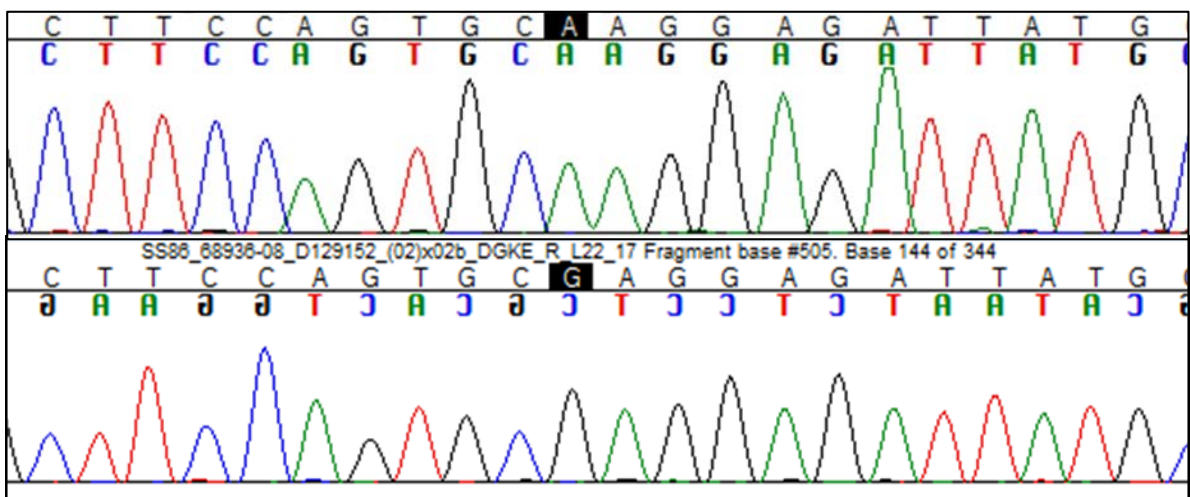 C T T C C A G T G C A A G G A G A T T A T G
C T T C C A G T G C A A G G A G A T T A T G
SS86_68936-08_D129152_(02)x02b_DGKE_R_L22_17 Fragment base #505. Base 144 of 344
C T T C C A G T G C G A G G A G A T T A T G
G A A G G T C A C G C T C C T C T A A T A C